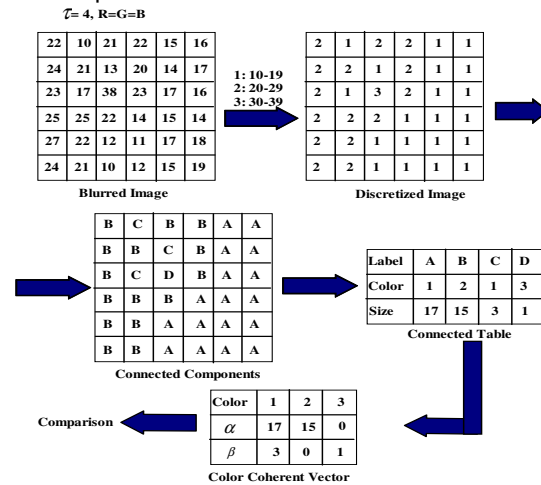 τ= 4, R=G=B
22 10 21 22 15 16
24 21 13 20 14 17
23 17 38 23 17 16
25 25 22 14 15 14
27 22 12 11 17 18
24 21 10 12 15 19
Blurred Image
1: 10-19
2: 20-29
3: 30-39
2 1 2 2 1 1
2 2 1 2 1 1
2 1 3 2 1 1
2 2 2 1 1 1
2 2 1 1 1 1
2 2 1 1 1 1
Discretized Image
B C B B A A
B B C B A A
B C D B A A
B B B A A A
B B A A A A
B B A A A A
Connected Components
Label A B C D
Color 1 2 1 3
Size 17 15 3 1
Connected Table
Color 1 2 3
α 17 15 0
β 3 0 1
Color Coherent Vector
Comparison